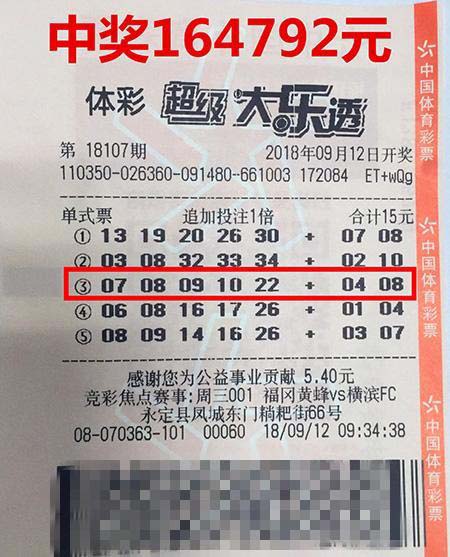 中奖164792元
体彩 超级大乐透
第 18107期 2018年09月12日开奖
110350-026360-091480-661003 172084 ET+wQg
单式票 追加投注1倍 合计15元
① 13 19 20 26 30 + 07 08
② 03 08 32 33 34 + 02 10
③ 07 08 09 10 22 + 04 08
④ 06 08 16 17 26 + 01 04
⑤ 08 09 14 16 26 + 03 07
感谢您为公益事业贡献 5.40元
竞彩焦点赛事:周三001 福冈黄蜂vs横滨FC
永定县凤城东门糍粑街66号
08-070363-101 00060 18/09/12 09:34:38
中国体育彩票
中国体育彩票
中国体育彩票